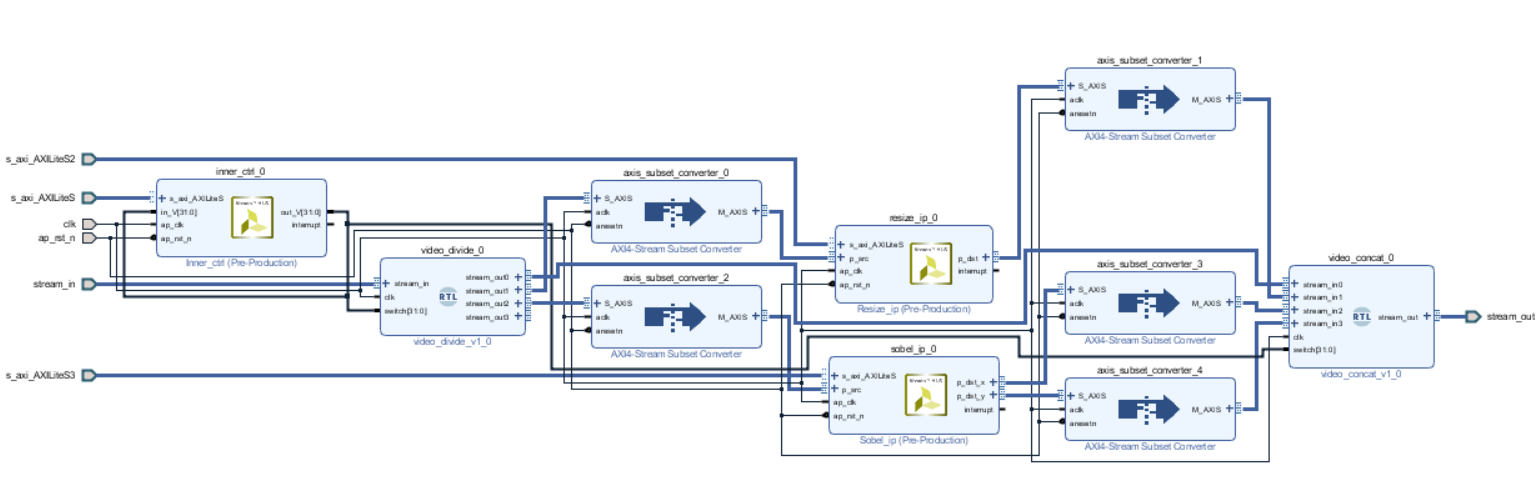 axis_subset_converter_1
S_AXIS
aclk
aresetn
M_AXIS
AXI4-Stream Subset Converter
s_axi_AXILiteS2
s_axi_AXILiteS
clk
ap_rst_n
stream_in
s_axi_AXILiteS3
inner_ctrl_0
s_axi_AXILiteS
in_V[31:0]
ap_clk
ap_rst_n
out_V[31:0]
interrupt
Inner_ctrl (Pre-Production)
video_divide_0
stream_in
clk
switch[31:0]
RTL
stream_out0
stream_out1
stream_out2
stream_out3
video_divide_v1_0
axis_subset_converter_0
S_AXIS
aclk
aresetn
M_AXIS
AXI4-Stream Subset Converter
axis_subset_converter_2
S_AXIS
aclk
aresetn
M_AXIS
AXI4-Stream Subset Converter
resize_ip_0
s_axi_AXILiteS
p_src
ap_clk
ap_rst_n
p_dst
interrupt
Resize_ip (Pre-Production)
sobel_ip_0
s_axi_AXILiteS
p_src
ap_clk
ap_rst_n
p_dst_x
p_dst_y
interrupt
Sobel_ip (Pre-Production)
axis_subset_converter_3
S_AXIS
aclk
aresetn
M_AXIS
AXI4-Stream Subset Converter
axis_subset_converter_4
S_AXIS
aclk
aresetn
M_AXIS
AXI4-Stream Subset Converter
video_concat_0
stream_in0
stream_in1
stream_in2
stream_in3
clk
switch[31:0]
RTL
stream_out
video_concat_v1_0
stream_out